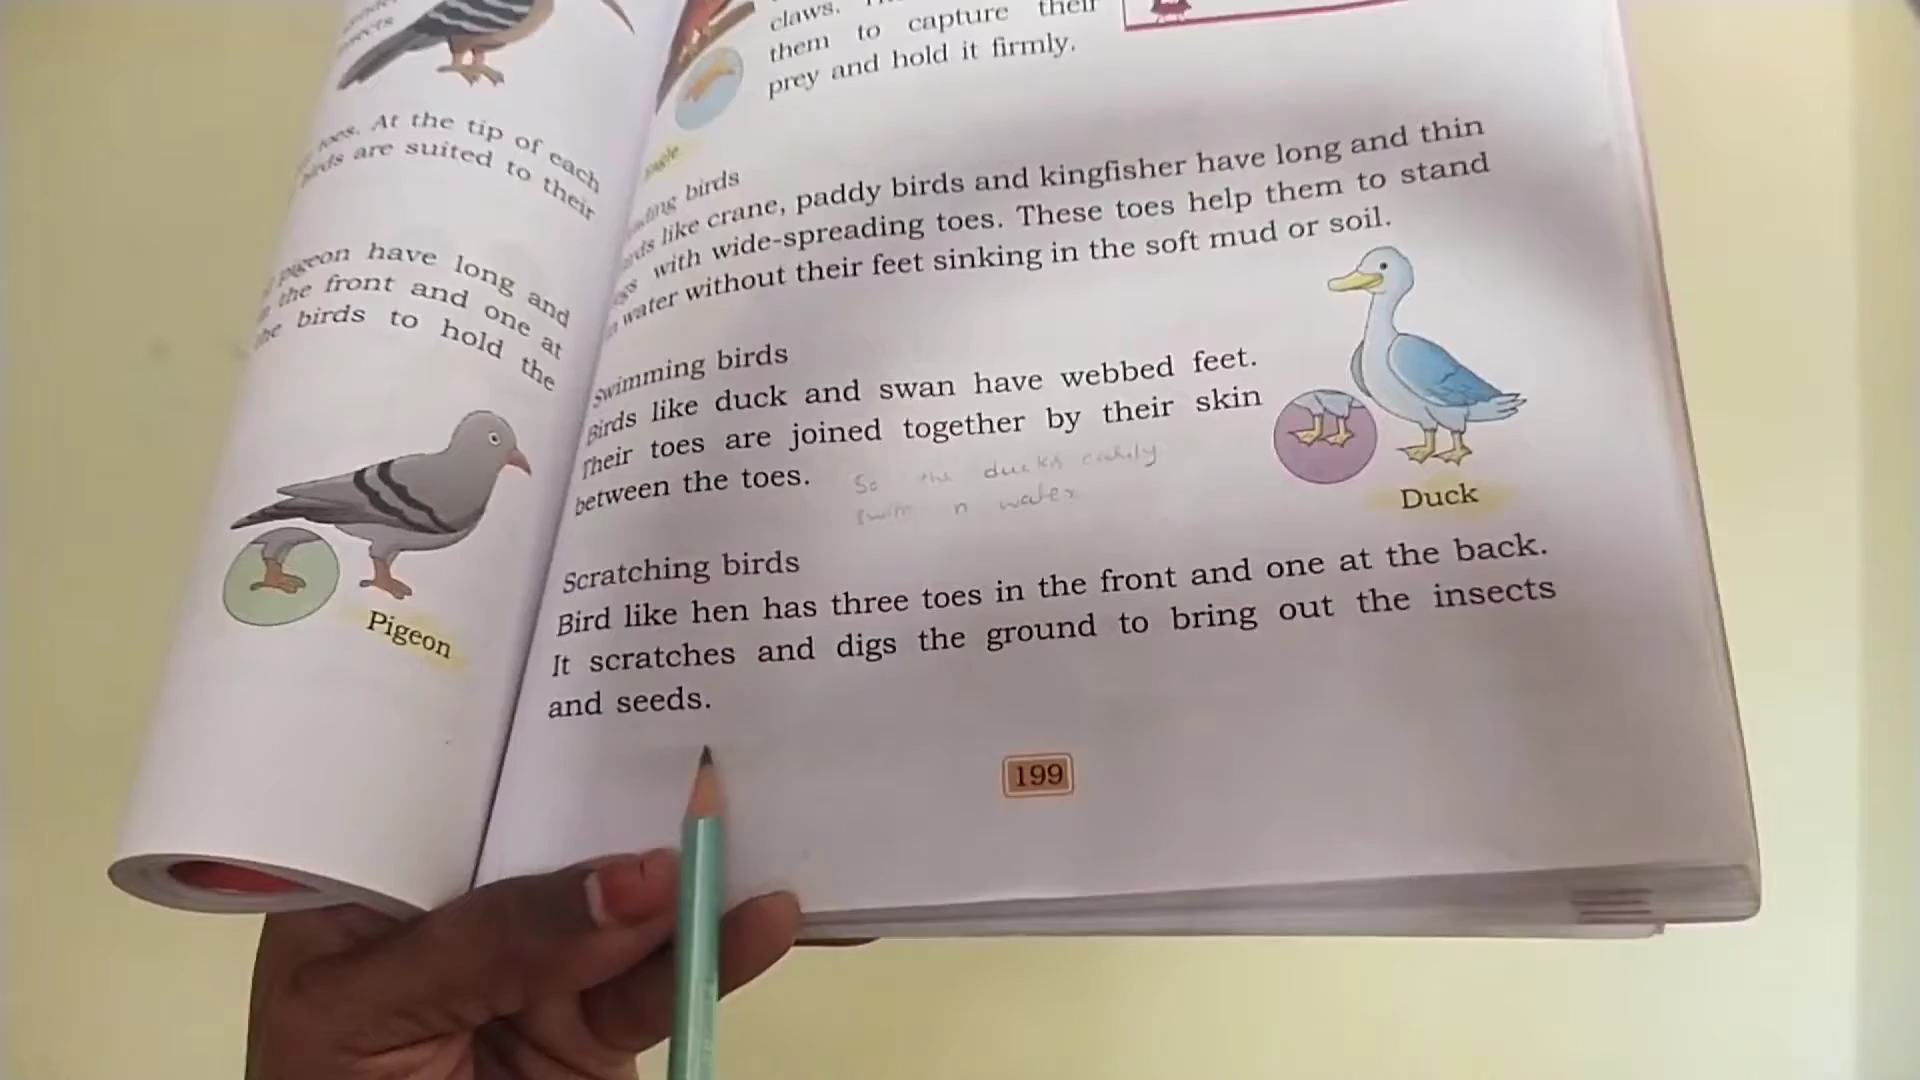 insects
toes. At the tip of each
birds are suited to their
pigeon have long and
the front and one at
the birds to hold the
Pigeon
claws.
them to capture their
prey and hold it firmly.
birds
like crane, paddy birds and kingfisher have long and thin
with wide-spreading toes. These toes help them to stand
water without their feet sinking in the soft mud or soil.
Swimming birds
Birds like duck and swan have webbed feet.
Their toes are joined together by their skin
between the toes.
So the ducks easily
swim n water
Duck
Scratching birds
Bird like hen has three toes in the front and one at the back.
It scratches and digs the ground to bring out the insects
and seeds.
199